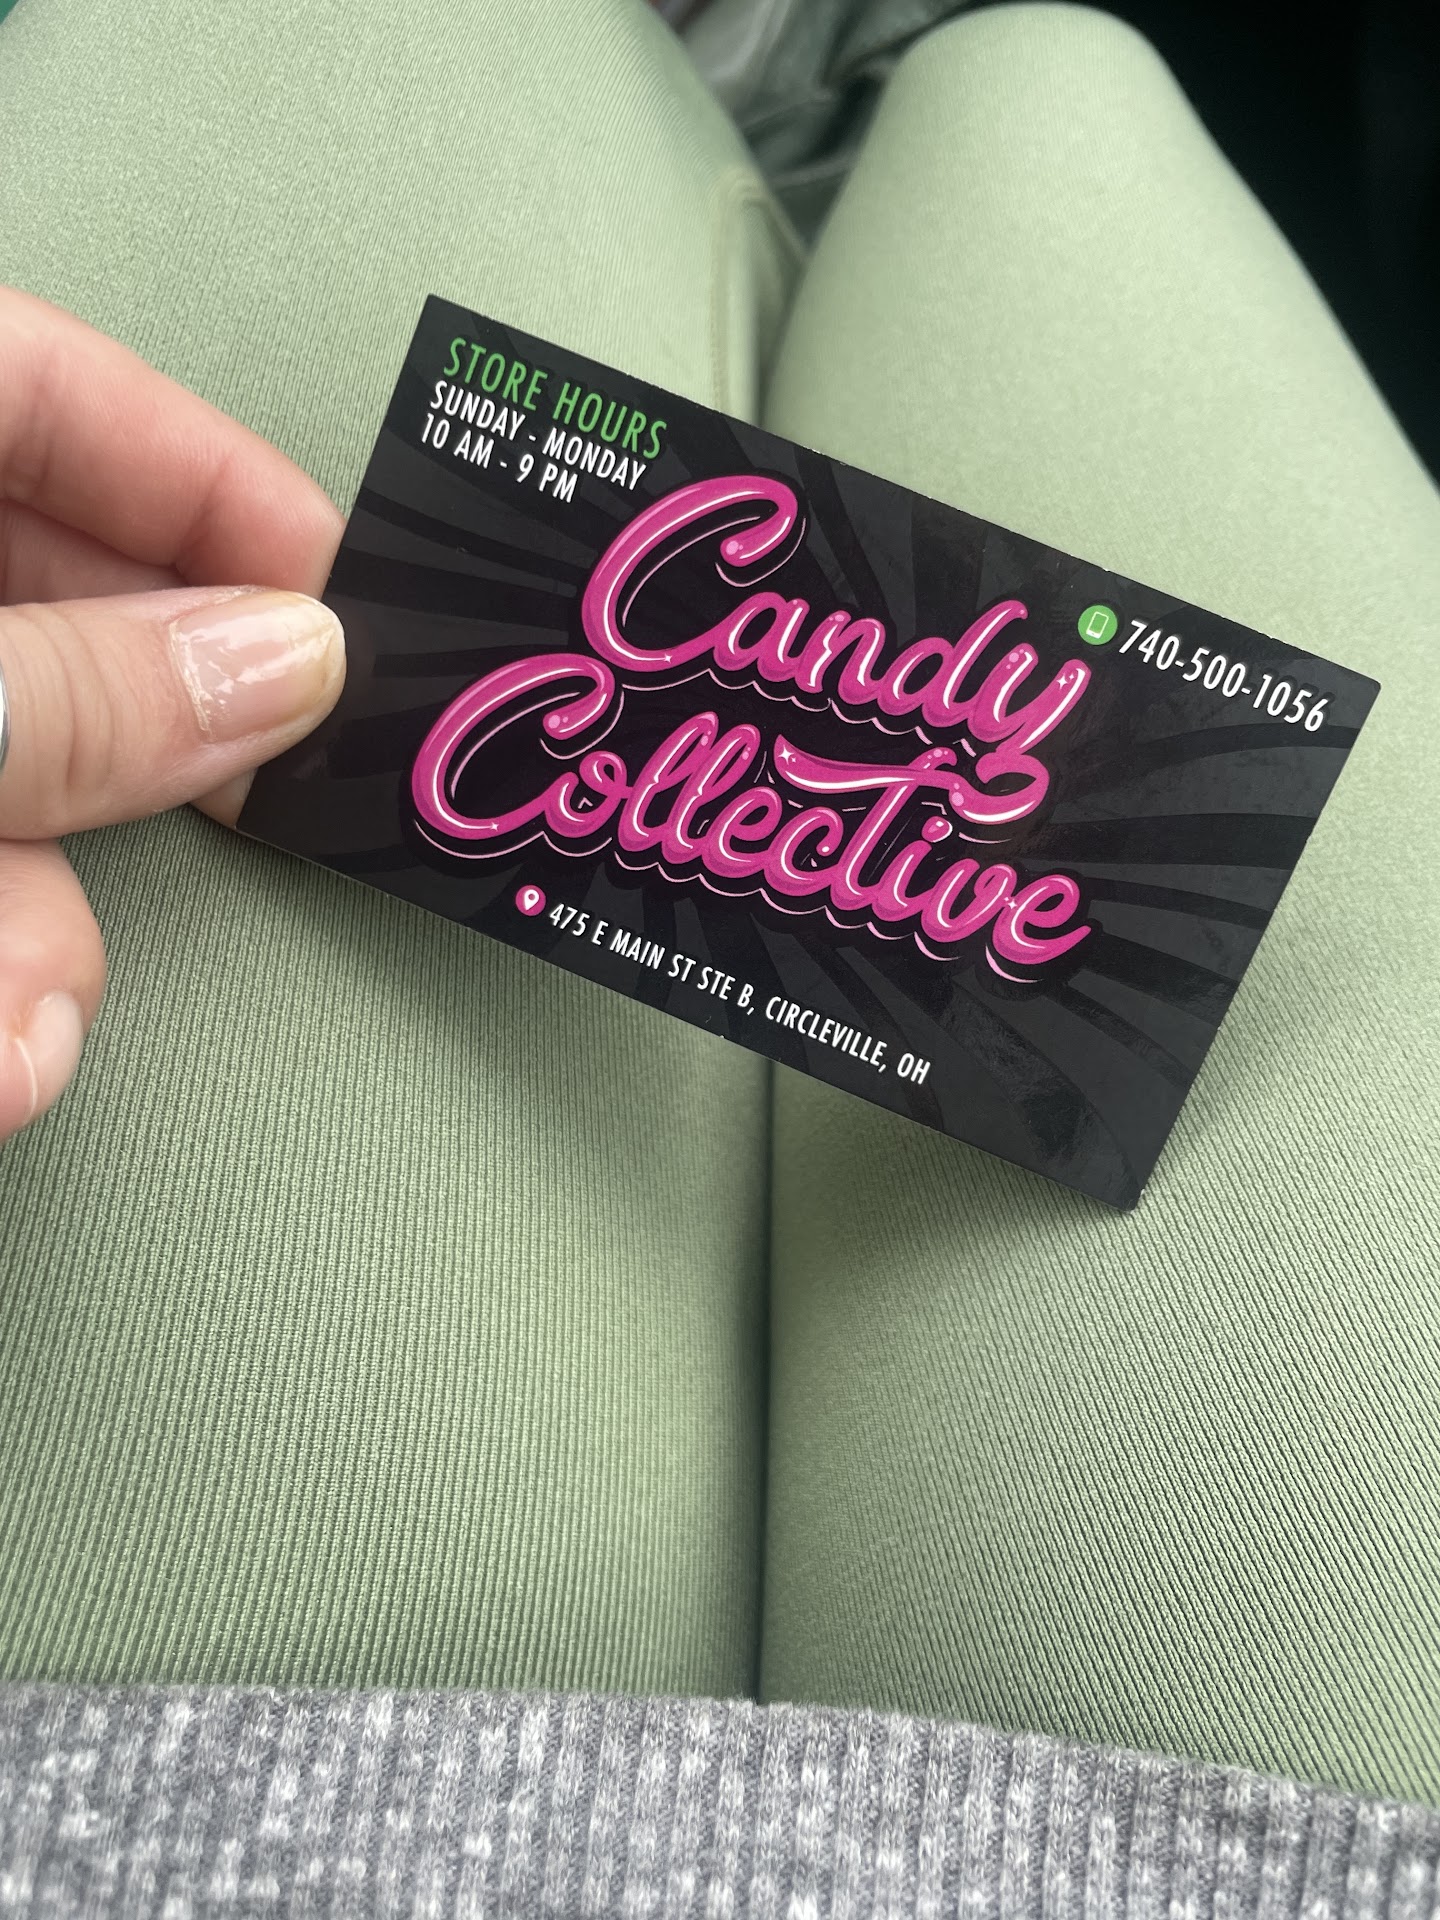 STORE HOURS
SUNDAY - MONDAY
10 AM - 9 PM
Candy
Collective
740-500-1056
475 E MAIN ST STE B, CIRCLEVILLE, OH